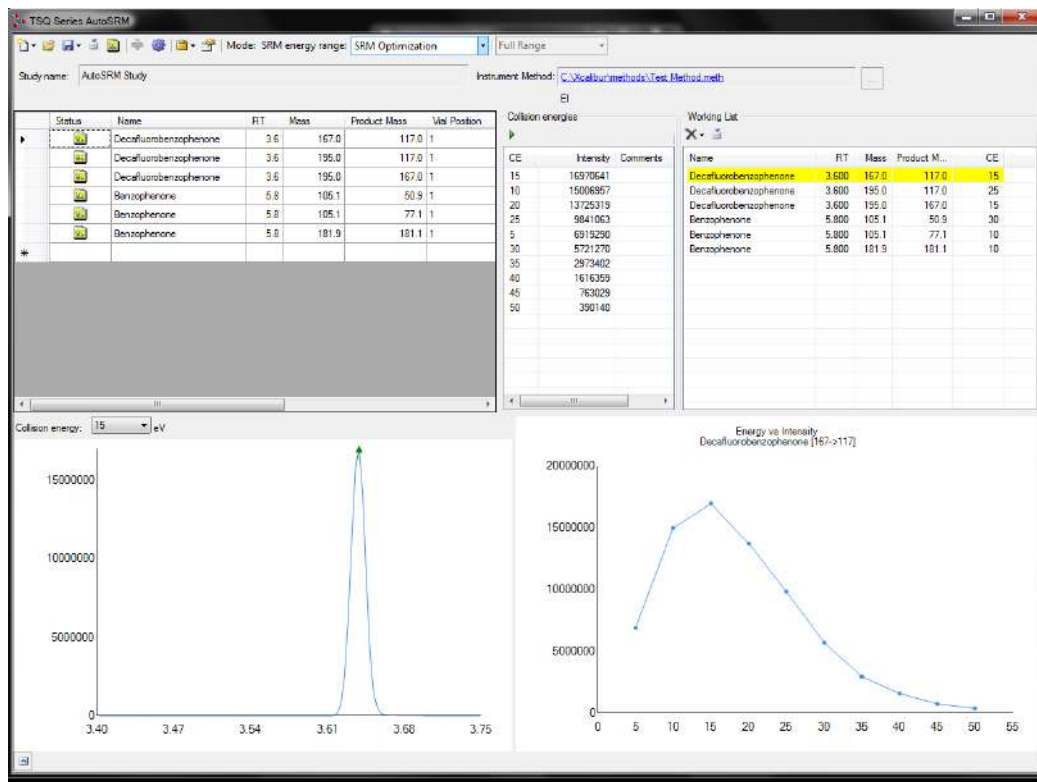 TSQ Series AutoSRM
Mode: SRM energy range: SRM Optimization Full Range
Study name: AutoSRM Study Instrument Method: C:\Xcalibur\methods\Test Method.meth ...
EI
Status Name RT Mass Product Mass Vial Position
Decafluorobenzophenone 3.6 167.0 117.0 1
Decafluorobenzophenone 3.6 195.0 117.0 1
Decafluorobenzophenone 3.6 195.0 167.0 1
Benzophenone 5.8 105.1 50.9 1
Benzophenone 5.8 105.1 77.1 1
Benzophenone 5.8 181.9 181.1 1
Collision energies
CE Intensity Comments
15 16970641
10 15006957
20 13725319
25 9841063
5 6919290
30 5721270
35 2973402
40 1616359
45 763029
50 390140
Working List
Name RT Mass Product M... CE
Decafluorobenzophenone 3.600 167.0 117.0 15
Decafluorobenzophenone 3.600 195.0 117.0 25
Decafluorobenzophenone 3.600 195.0 167.0 15
Benzophenone 5.800 105.1 50.9 30
Benzophenone 5.800 105.1 77.1 10
Benzophenone 5.800 181.9 181.1 10
Collision energy: 15 eV
15000000
10000000
5000000
0
3.40 3.47 3.54 3.61 3.68 3.75
Energy vs Intensity
Decafluorobenzophenone [167->117]
20000000
15000000
10000000
5000000
0
0 5 10 15 20 25 30 35 40 45 50 55